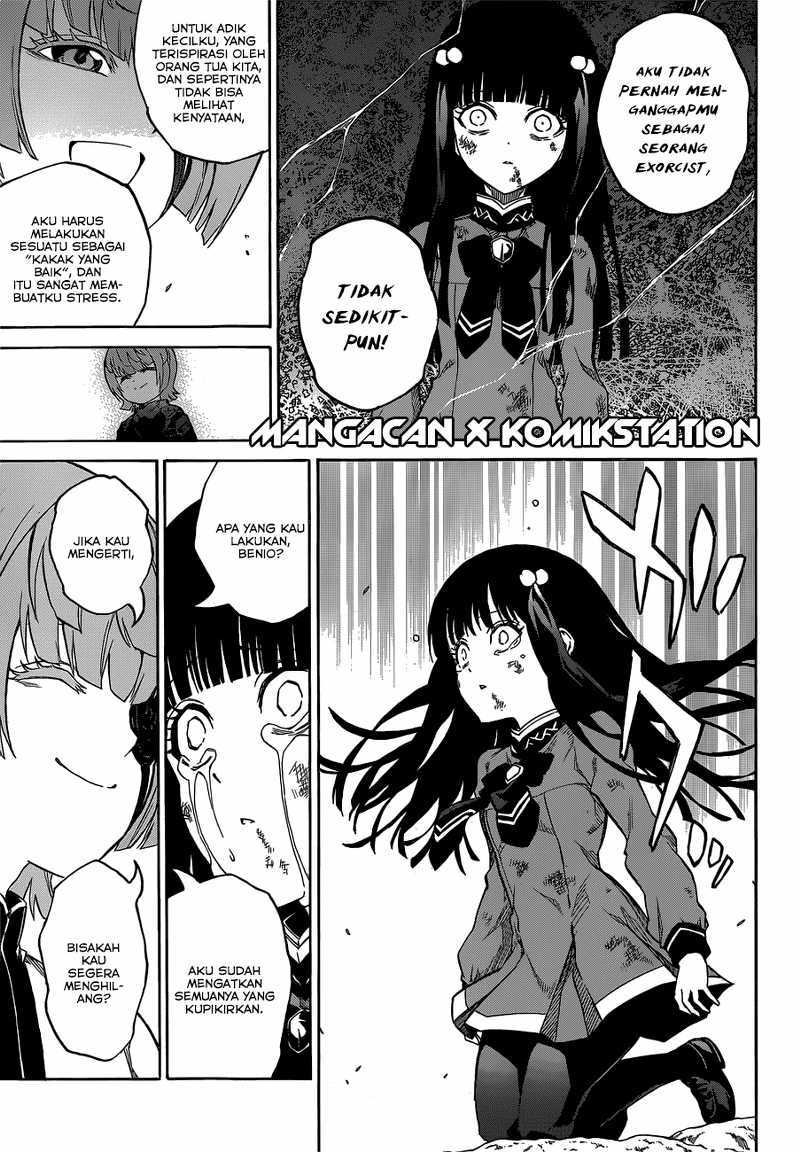 AKU TIDAK
PERNAH MEN-
GANGGAPMU
SEBAGAI
SEORANG
EXORCIST,
TIDAK
SEDIKIT-
PUN!
UNTUK ADIK
KECILKU, YANG
TERISPIRASI OLEH
ORANG TUA KITA,
DAN SEPERTINYA
TIDAK BISA
MELIHAT
KENYATAAN,
AKU HARUS
MELAKUKAN
SESUATU SEBAGAI
"KAKAK YANG
BAIK", DAN
ITU SANGAT MEM-
BUATKU STRESS.
MANGACAN X KOMIKSTATION
APA YANG KAU
LAKUKAN,
BENIO?
AKU SUDAH
MENGATKAN
SEMUANYA YANG
KUPIKIRKAN.
JIKA KAU
MENGERTI,
BISAKAH
KAU
SEGERA
MENGHIL-
ANG?